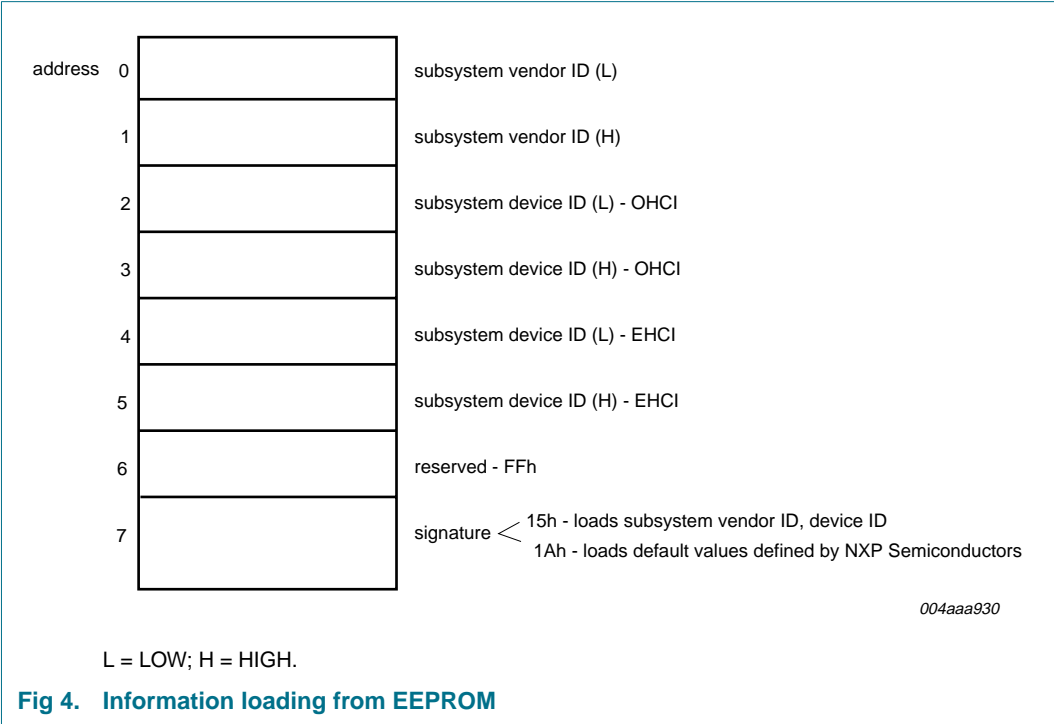 address 0 subsystem vendor ID (L)
1 subsystem vendor ID (H)
2 subsystem device ID (L) - OHCI
3 subsystem device ID (H) - OHCI
4 subsystem device ID (L) - EHCI
5 subsystem device ID (H) - EHCI
6 reserved - FFh
7 signature 15h - loads subsystem vendor ID, device ID
1Ah - loads default values defined by NXP Semiconductors
004aaa930
L = LOW; H = HIGH.
Fig 4. Information loading from EEPROM